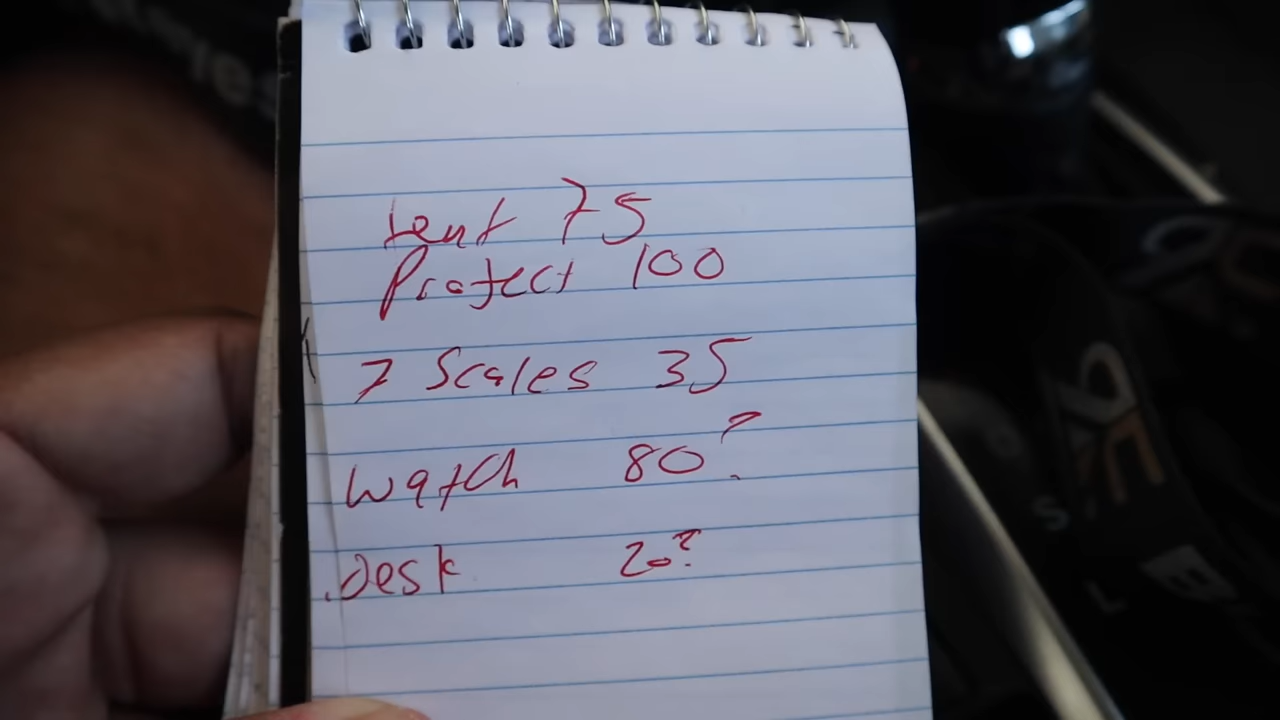 tent 75
Project 100
7 Scales 35
watch 80?
Desk 20?